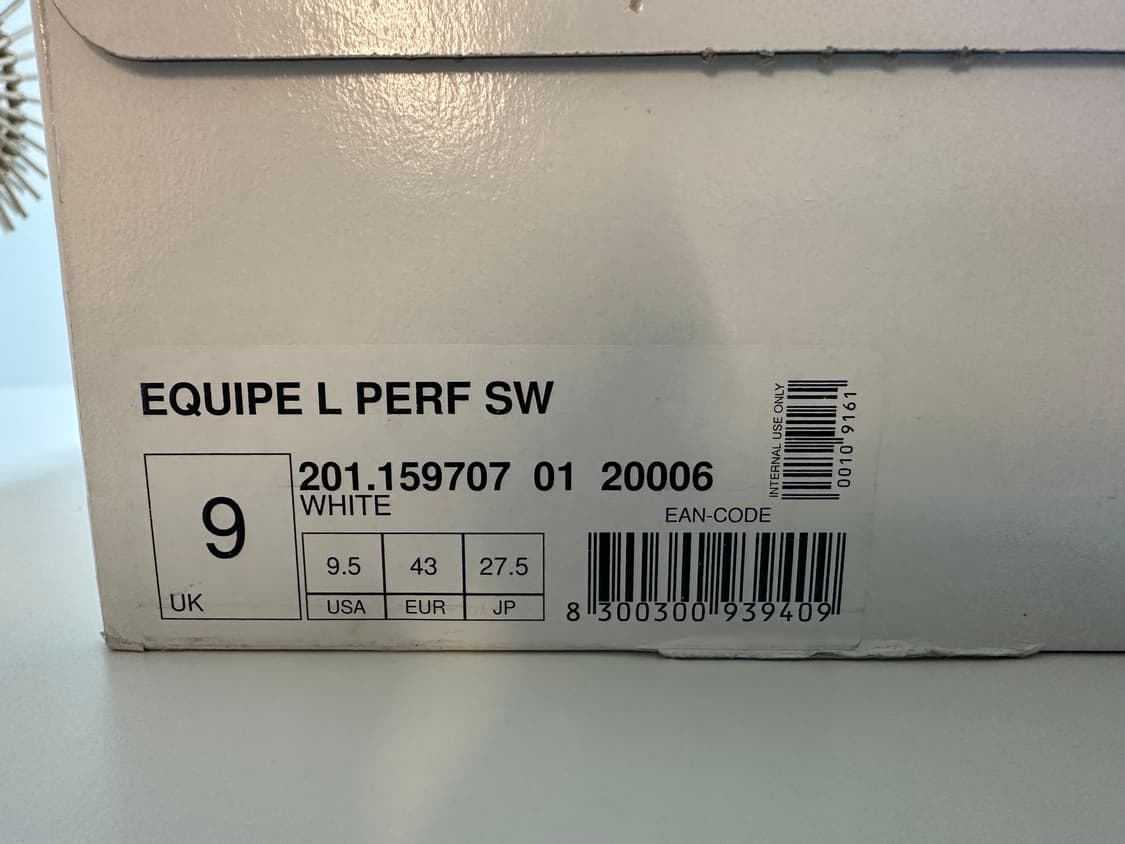 EQUIPE L PERF SW
201.159707 01 20006
WHITE
9
UK
9.5 43 27.5
USA EUR JP
INTERNAL USE ONLY
0010 9161
EAN-CODE
8 300300 939409